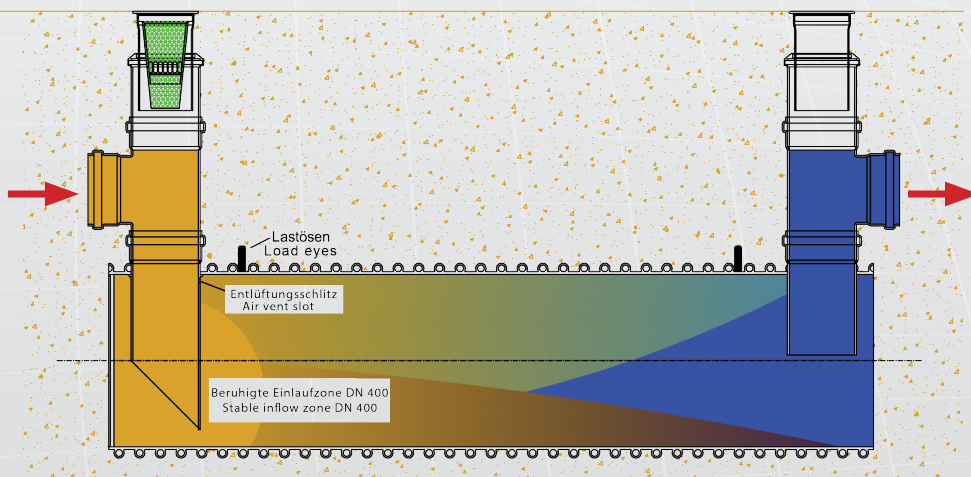 Lastösen
Load eyes
Entlüftungsschlitz
Air vent slot
Beruhigte Einlaufzone DN 400
Stable inflow zone DN 400